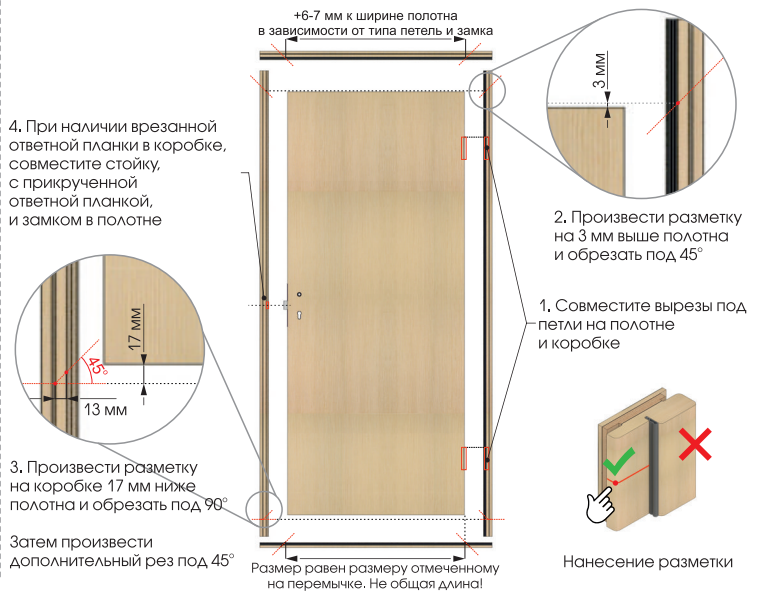 +6-7 мм к ширине полотна
в зависимости от типа петель и замка
3 мм
4. При наличии врезанной
ответной планки в коробке,
совместите стойку,
с прикрученной
ответной планкой,
и замком в полотне
2. Произвести разметку
на 3 мм выше полотна
и обрезать под 45°
1. Совместите вырезы под
петли на полотне
и коробке
17 мм
45°
13 мм
3. Произвести разметку
на коробке 17 мм ниже
полотна и обрезать под 90°
Затем произвести
дополнительный рез под 45°
Размер равен размеру отмеченному
на перемычке. Не общая длина!
Нанесение разметки